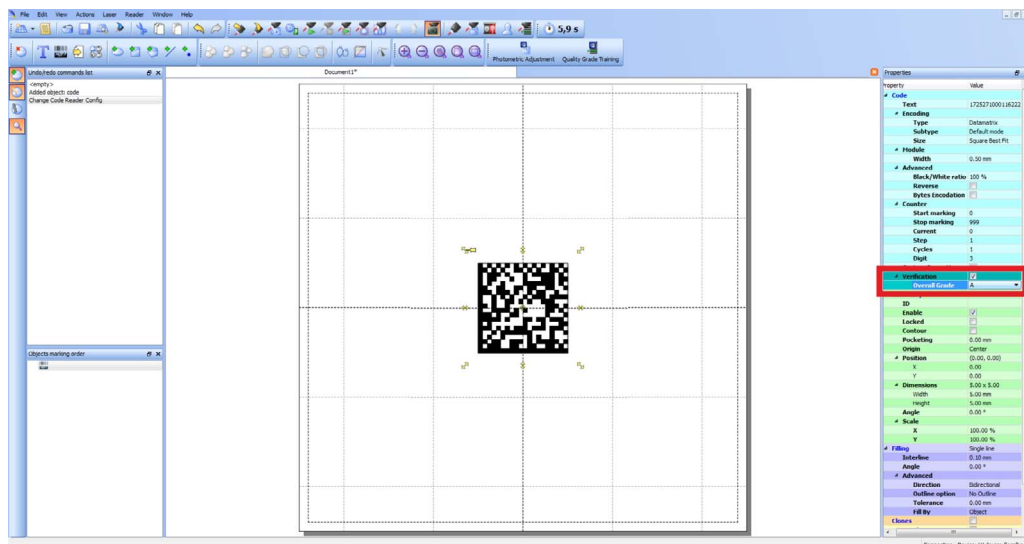 File Edit View Actions Laser Reader Window Help
5,9 s
Photometric Adjustment Quality Grade Training
Undo/redo commands list
<empty>
Added object: code
Change Code Reader Config
Objects marking order
Document1*
Properties
Property Value
Code
Text 1725271000116222
Encoding
Type Datamatrix
Subtype Default mode
Size Square Best Fit
Module
Width 0.50 mm
Advanced
Black/White ratio 100 %
Reverse
Bytes Encodation
Counter
Start marking 0
Stop marking 999
Current 0
Step 1
Cycles 1
Digit 3
Verification
Overall Grade A
ID
Enable
Locked
Contour
Pocketing 0.00 mm
Origin Center
Position (0.00, 0.00)
X 0.00
Y 0.00
Dimensions 5.00 x 5.00
Width 5.00 mm
Height 5.00 mm
Angle 0.00 °
Scale
X 100.00 %
Y 100.00 %
Filling Single line
Interline 0.10 mm
Angle 0.00 °
Advanced
Direction Bidirectional
Outline option No Outline
Tolerance 0.00 mm
Fill By Object
Clones